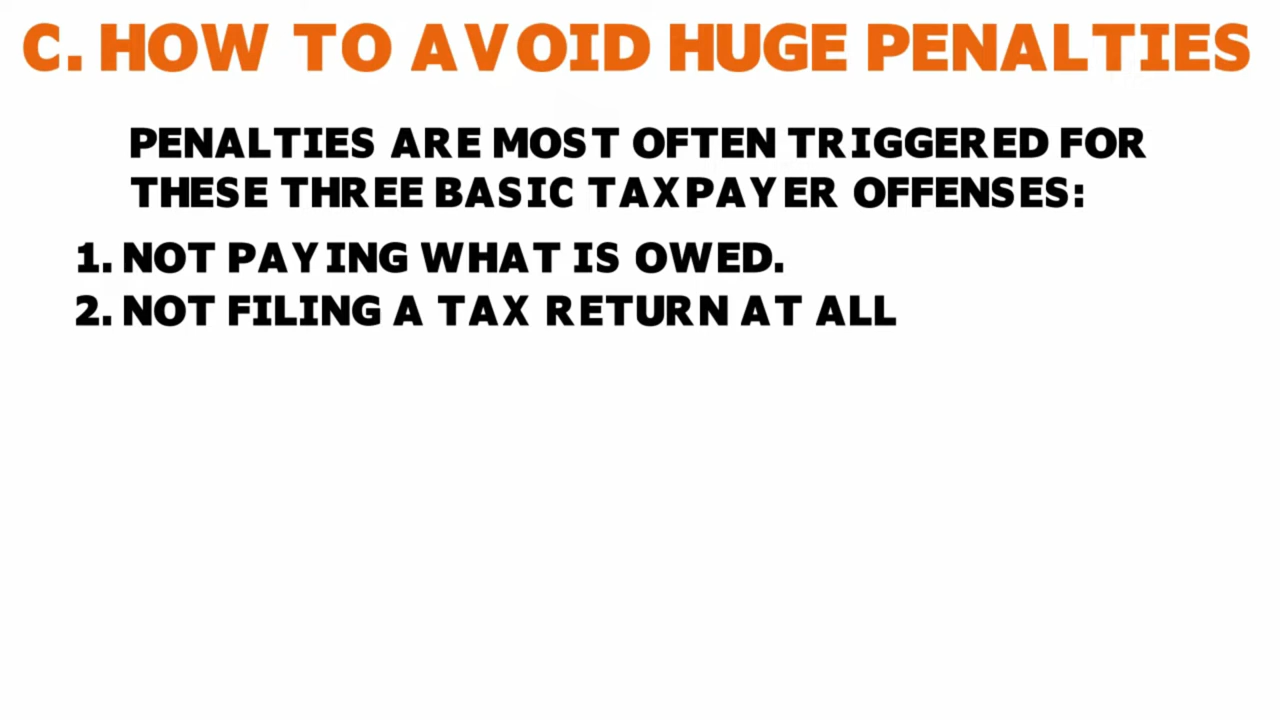 C. HOW TO AVOID HUGE PENALTIES
PENALTIES ARE MOST OFTEN TRIGGERED FOR
THESE THREE BASIC TAXPAYER OFFENSES:
1. NOT PAYING WHAT IS OWED.
2. NOT FILING A TAX RETURN AT ALL